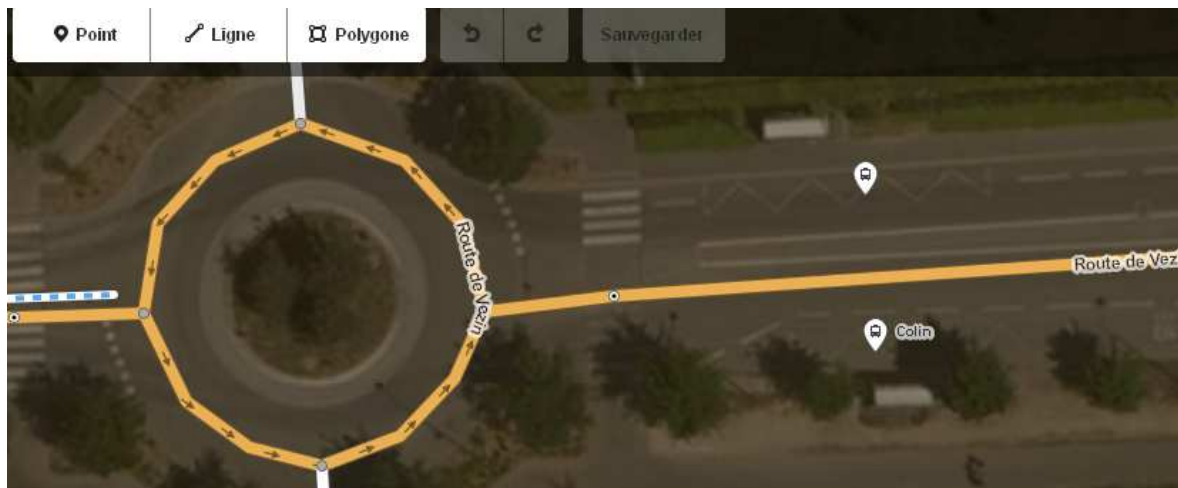 Point Ligne Polygone Sauvegarder
Route de Vezin
Route de Vez
Colin